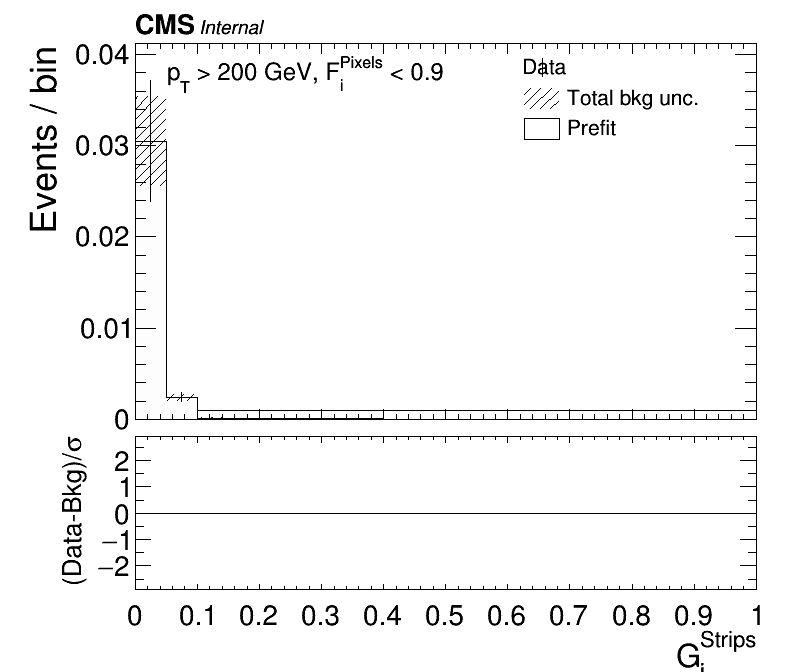 CMS Internal
p_T > 200 GeV, F_i^Pixels < 0.9
Data
Total bkg unc.
Prefit
Events / bin
0.04
0.03
0.02
0.01
0
(Data-Bkg)/σ
2
1
0
−1
−2
0 0.1 0.2 0.3 0.4 0.5 0.6 0.7 0.8 0.9 1
G_i^Strips